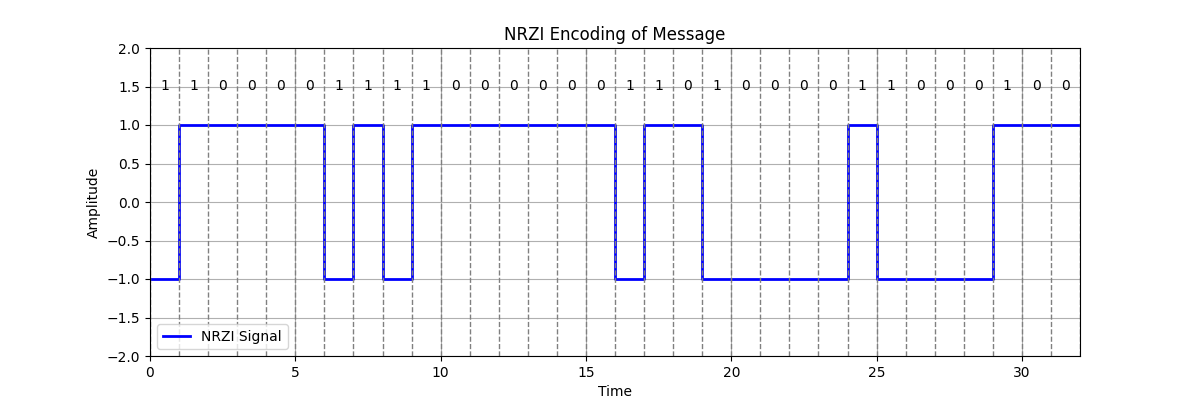 NRZI Encoding of Message
2.0
1.5
1.0
0.5
0.0
−0.5
−1.0
−1.5
−2.0
Amplitude
1 1 0 0 0 0 1 1 1 1 0 0 0 0 0 0 1 1 0 1 0 0 0 0 1 1 0 0 0 1 0 0
NRZI Signal
0 5 10 15 20 25 30
Time